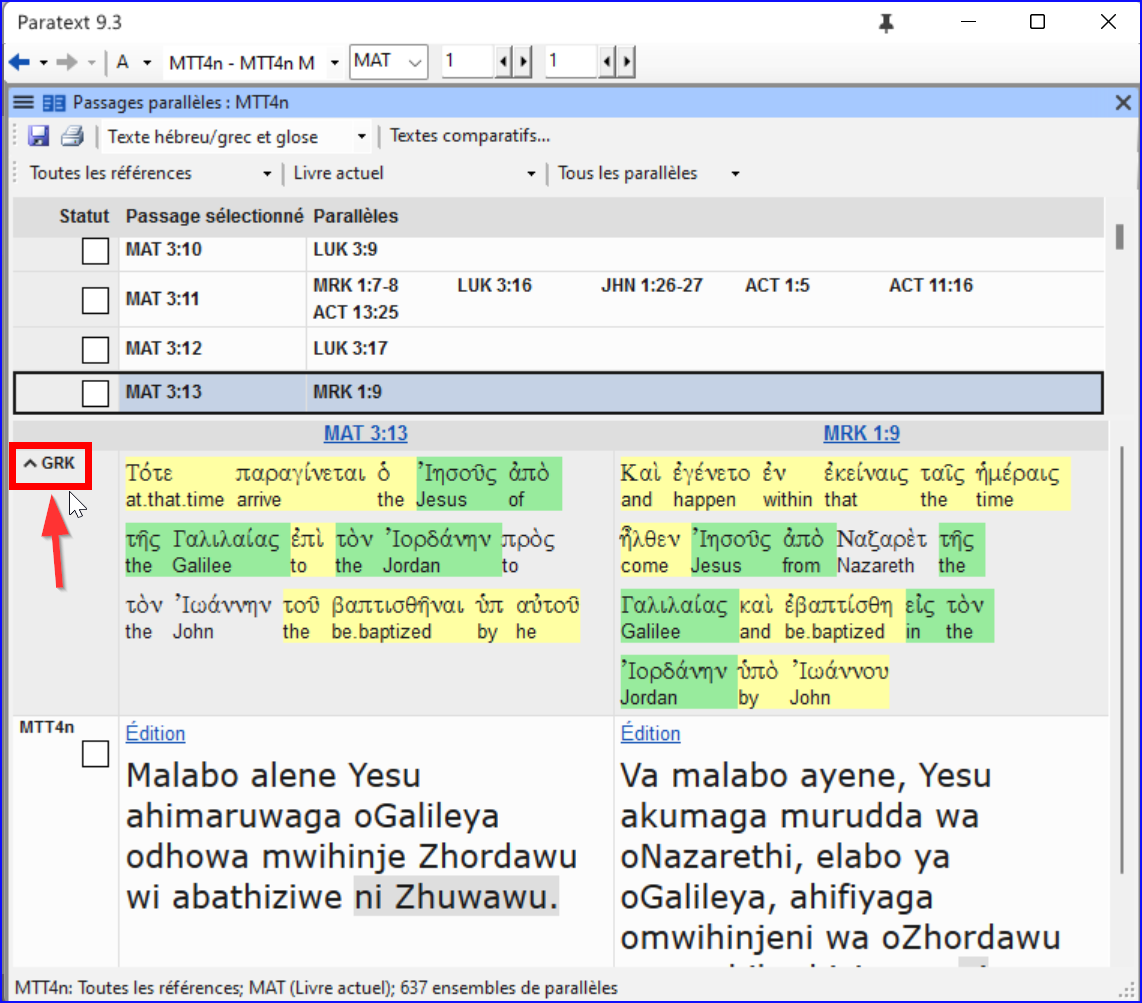 Paratext 9.3
A MTT4n - MTT4n M MAT 1 1
Passages parallèles : MTT4n
Texte hébreu/grec et glose Textes comparatifs...
Toutes les références Livre actuel Tous les parallèles
Statut Passage sélectionné Parallèles
MAT 3:10 LUK 3:9
MAT 3:11 MRK 1:7-8 LUK 3:16 JHN 1:26-27 ACT 1:5 ACT 11:16
ACT 13:25
MAT 3:12 LUK 3:17
MAT 3:13 MRK 1:9
MAT 3:13 MRK 1:9
GRK
Τότε παραγίνεται ὁ Ἰησοῦς ἀπὸ
at.that.time arrive the Jesus of
τῆς Γαλιλαίας ἐπὶ τὸν Ἰορδάνην πρὸς
the Galilee to the Jordan to
τὸν Ἰωάννην τοῦ βαπτισθῆναι ὑπ αὐτοῦ
the John the be.baptized by he
Καὶ ἐγένετο ἐν ἐκείναις ταῖς ἡμέραις
and happen within that the time
ἦλθεν Ἰησοῦς ἀπὸ Ναζαρὲτ τῆς
come Jesus from Nazareth the
Γαλιλαίας καὶ ἐβαπτίσθη εἰς τὸν
Galilee and be.baptized in the
Ἰορδάνην ὑπὸ Ἰωάννου
Jordan by John
MTT4n
Édition
Malabo alene Yesu
ahimaruwaga oGalileya
odhowa mwihinje Zhordawu
wi abathiziwe ni Zhuwawu.
Édition
Va malabo ayene, Yesu
akumaga murudda wa
oNazarethi, elabo ya
oGalileya, ahifiyaga
omwihinjeni wa oZhordawu
MTT4n: Toutes les références; MAT (Livre actuel); 637 ensembles de parallèles